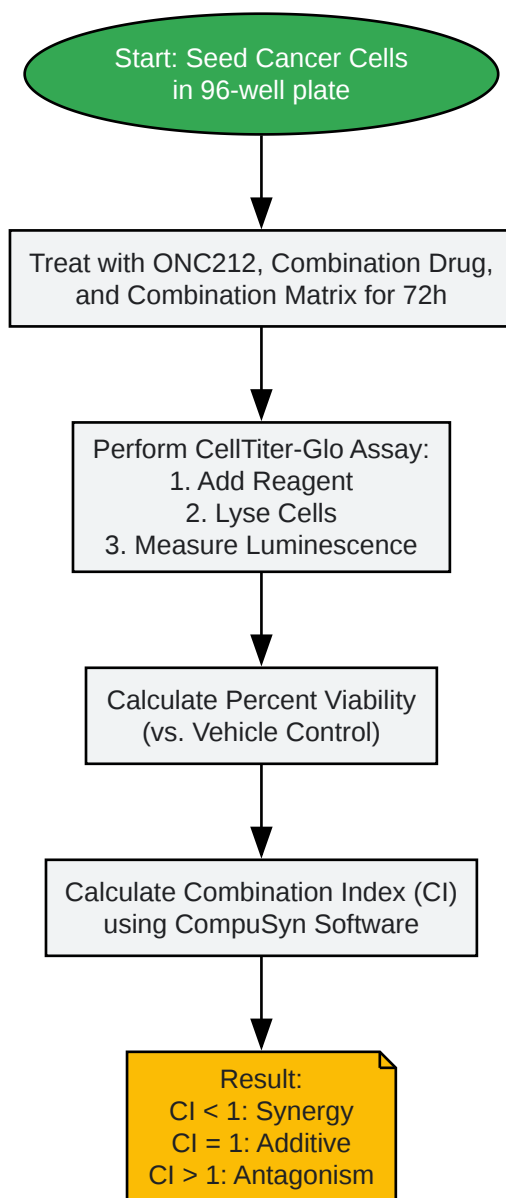 Start: Seed Cancer Cells
in 96-well plate
Treat with ONC212, Combination Drug,
and Combination Matrix for 72h
Perform CellTiter-Glo Assay:
1. Add Reagent
2. Lyse Cells
3. Measure Luminescence
Calculate Percent Viability
(vs. Vehicle Control)
Calculate Combination Index (CI)
using CompuSyn Software
Result:
CI < 1: Synergy
CI = 1: Additive
CI > 1: Antagonism